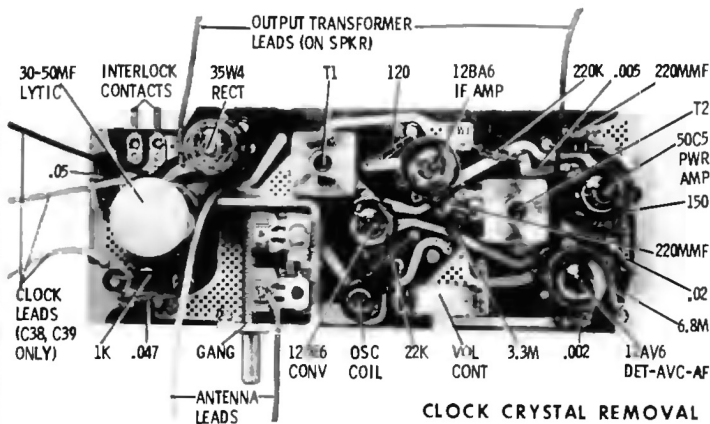 OUTPUT TRANSFORMER
LEADS (ON SPKR)
30-50MF
LYTIC
INTERLOCK
CONTACTS
35W4
RECT
T1
120
12BA6
IF AMP
220K
.005
220MMF
T2
50C5
PWR
AMP
150
.05
220MMF
.02
6.8M
CLOCK
LEADS
(C38, C39
ONLY)
1K
.047
GANG
CONV
OSC
COIL
22K
VOL
CONT
3.3M
.002
DET-AVC-AF
ANTENNA
LEADS
CLOCK CRYSTAL REMOVAL